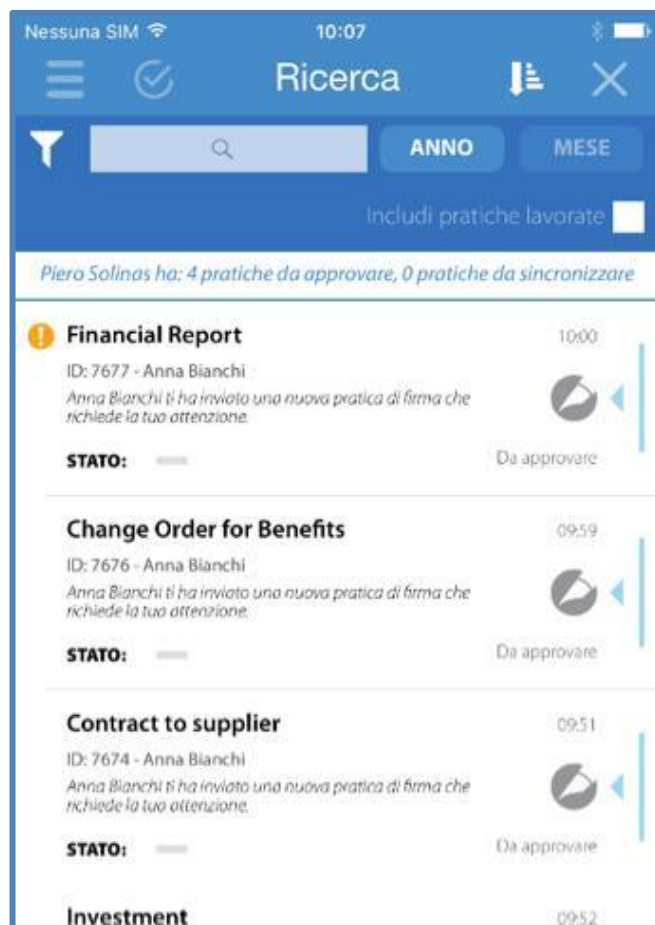 Nessuna SIM 10:07
Ricerca
ANNO MESE
Includi pratiche lavorate
Piero Solinas ha: 4 pratiche da approvare, 0 pratiche da sincronizzare
Financial Report 10:00
ID: 7677 - Anna Bianchi
Anna Bianchi ti ha inviato una nuova pratica di firma che
richiede la tua attenzione.
STATO: Da approvare
Change Order for Benefits 09:59
ID: 7676 - Anna Bianchi
Anna Bianchi ti ha inviato una nuova pratica di firma che
richiede la tua attenzione.
STATO: Da approvare
Contract to supplier 09:51
ID: 7674 - Anna Bianchi
Anna Bianchi ti ha inviato una nuova pratica di firma che
richiede la tua attenzione.
STATO: Da approvare
Investment 09:52